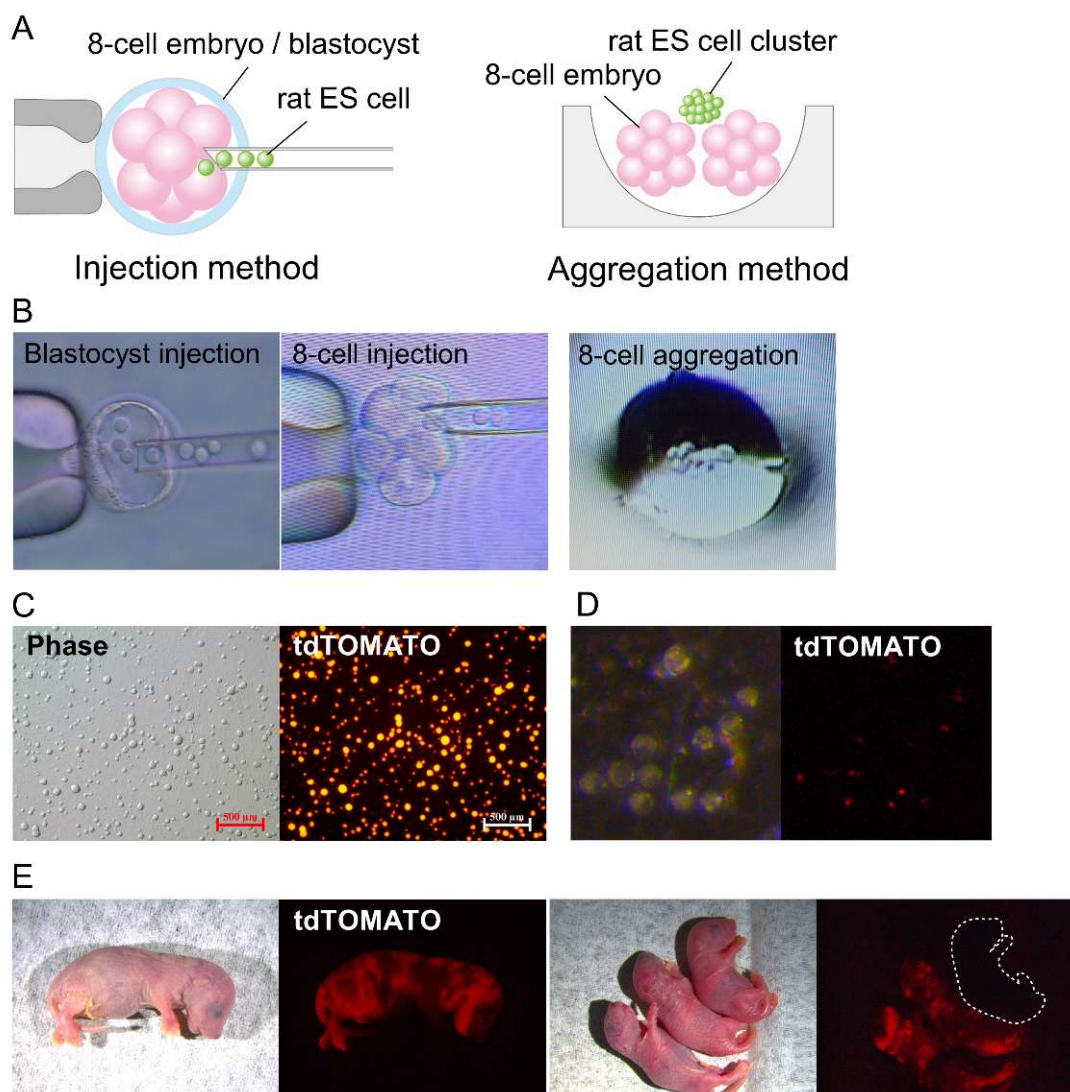 A
8-cell embryo / blastocyst
rat ES cell
Injection method
rat ES cell cluster
8-cell embryo
Aggregation method
B
Blastocyst injection
8-cell injection
8-cell aggregation
C
Phase
500 μm
tdTOMATO
500 μm
D
tdTOMATO
E
tdTOMATO